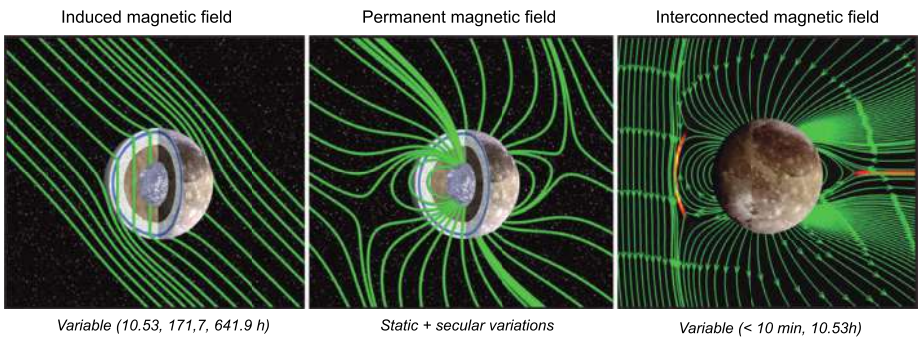 Induced magnetic field
Permanent magnetic field
Interconnected magnetic field
Variable (10.53, 171,7, 641.9 h)
Static + secular variations
Variable (< 10 min, 10.53h)